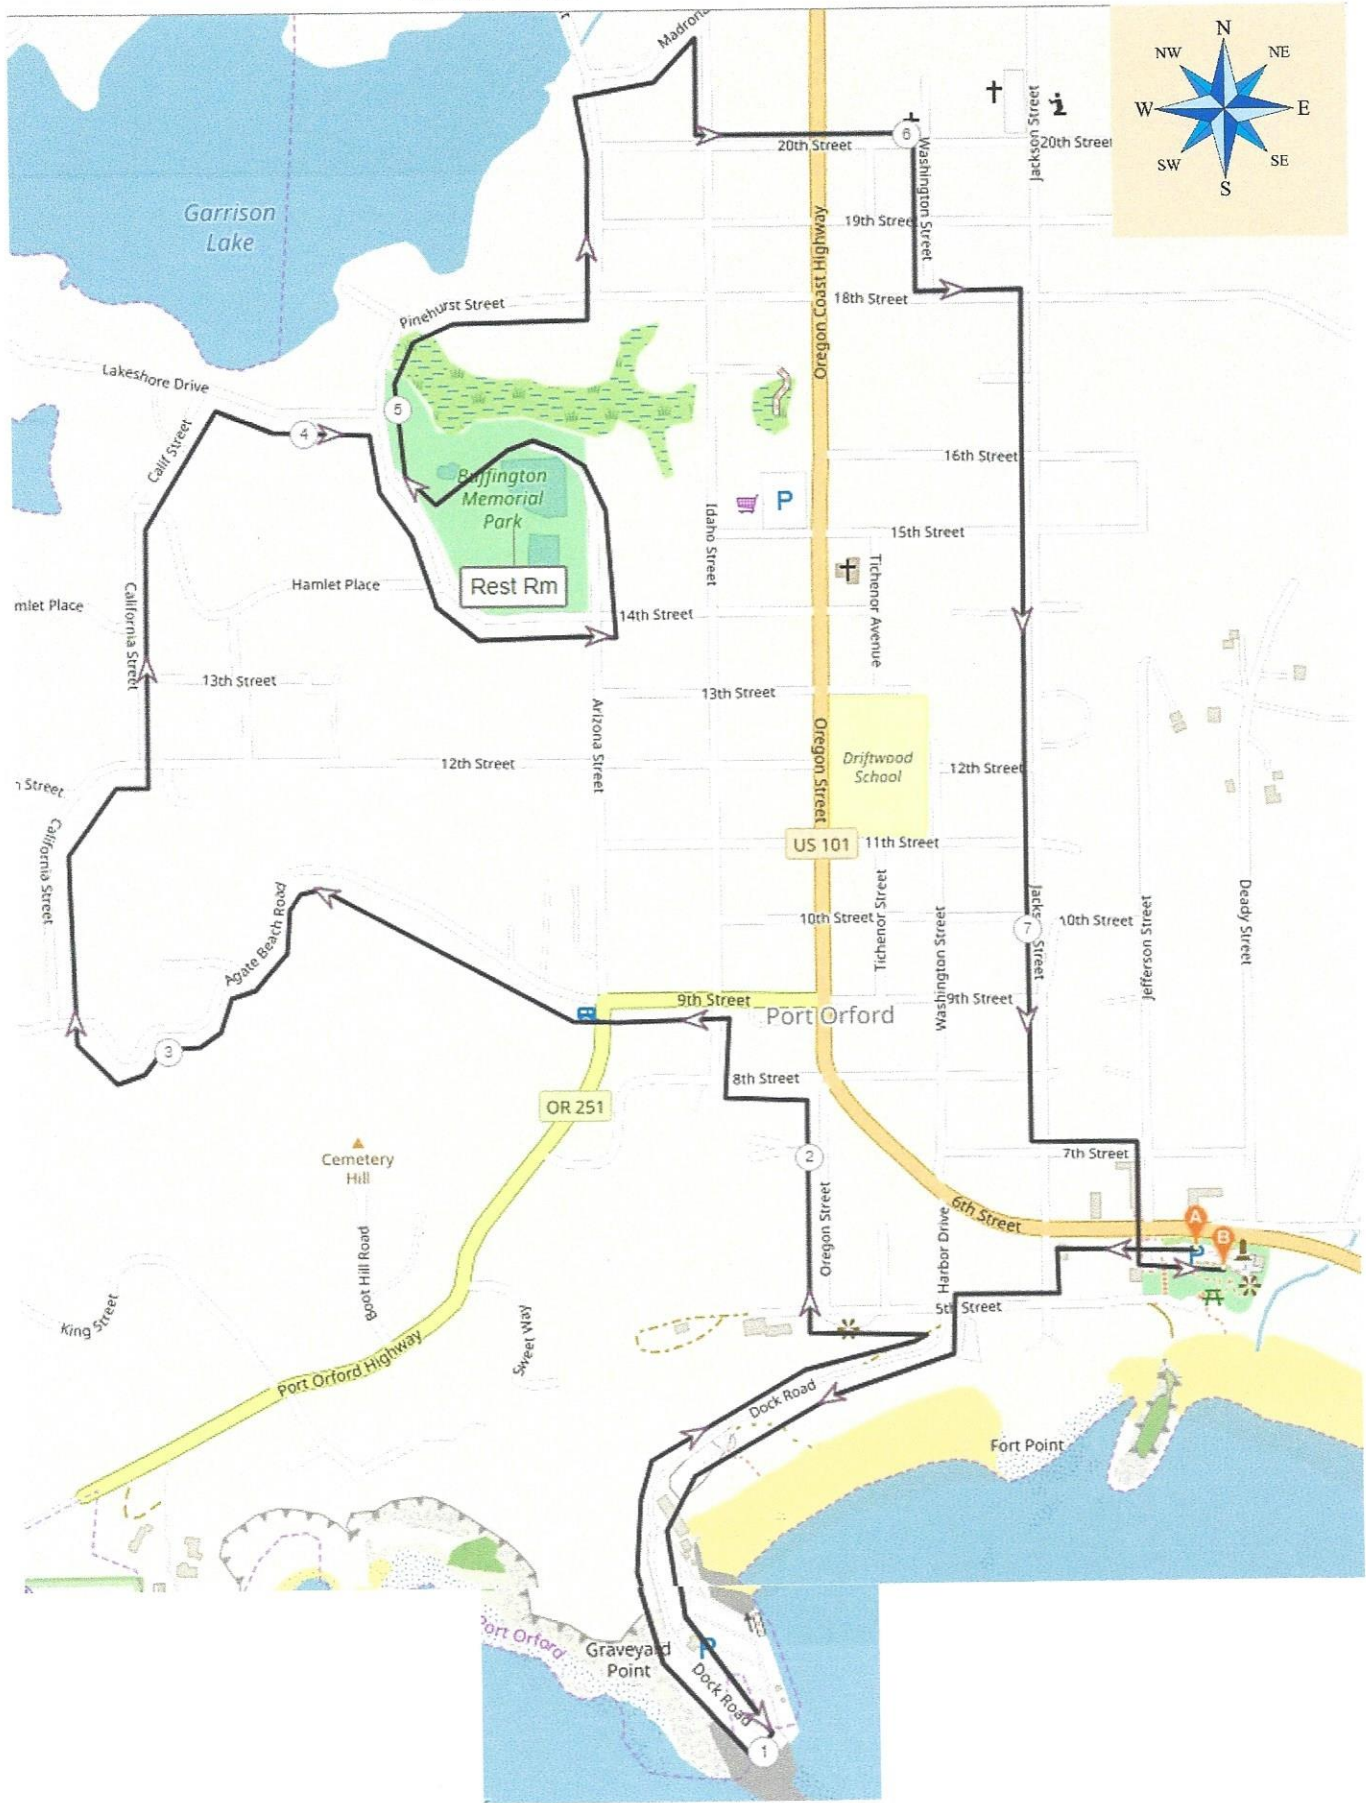 Madrona
N
NW
NE
W
E
SW
SE
S
6
20th Street
20th Street
Washington Street
Jackson Street
Garrison
Lake
19th Street
Oregon Coast Highway
18th Street
Pinehurst Street
Lakeshore Drive
5
4
Calif Street
16th Street
Buffington
Memorial
Park
P
15th Street
Idaho Street
Tichenor Avenue
Rest Rm
Hamlet Place
mlet Place
California Street
14th Street
13th Street
13th Street
Arizona Street
Oregon Street
Driftwood
School
12th Street
12th Street
Street
California Street
US 101
11th Street
Agate Beach Road
Tichenor Street
10th Street
7
10th Street
Jacks Street
Washington Street
Jefferson Street
Deady Street
9th Street
9th Street
Port Orford
3
8th Street
OR 251
Cemetery
Hill
2
7th Street
6th Street
A
B
P
Oregon Street
Harbor Drive
Boot Hill Road
King Street
5th Street
Sweet Way
Port Orford Highway
Dock Road
Fort Point
Port Orford
Graveyard
Point
P
Dock Road
1